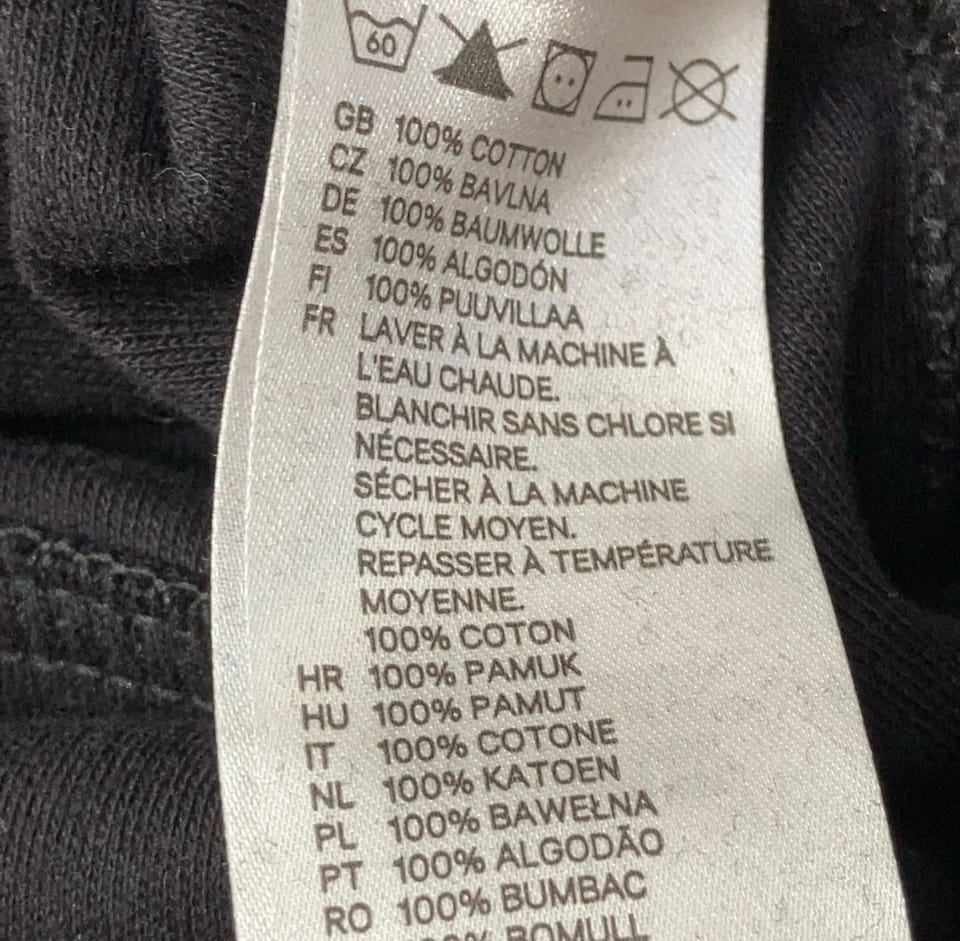 60
GB 100% COTTON
CZ 100% BAVLNA
DE 100% BAUMWOLLE
ES 100% ALGODÓN
FI 100% PUUVILLAA
FR LAVER À LA MACHINE À
L'EAU CHAUDE.
BLANCHIR SANS CHLORE SI
NÉCESSAIRE.
SÉCHER À LA MACHINE
CYCLE MOYEN.
REPASSER À TEMPÉRATURE
MOYENNE.
100% COTON
HR 100% PAMUK
HU 100% PAMUT
IT 100% COTONE
NL 100% KATOEN
PL 100% BAWEŁNA
PT 100% ALGODÃO
RO 100% BUMBAC
BOMULL